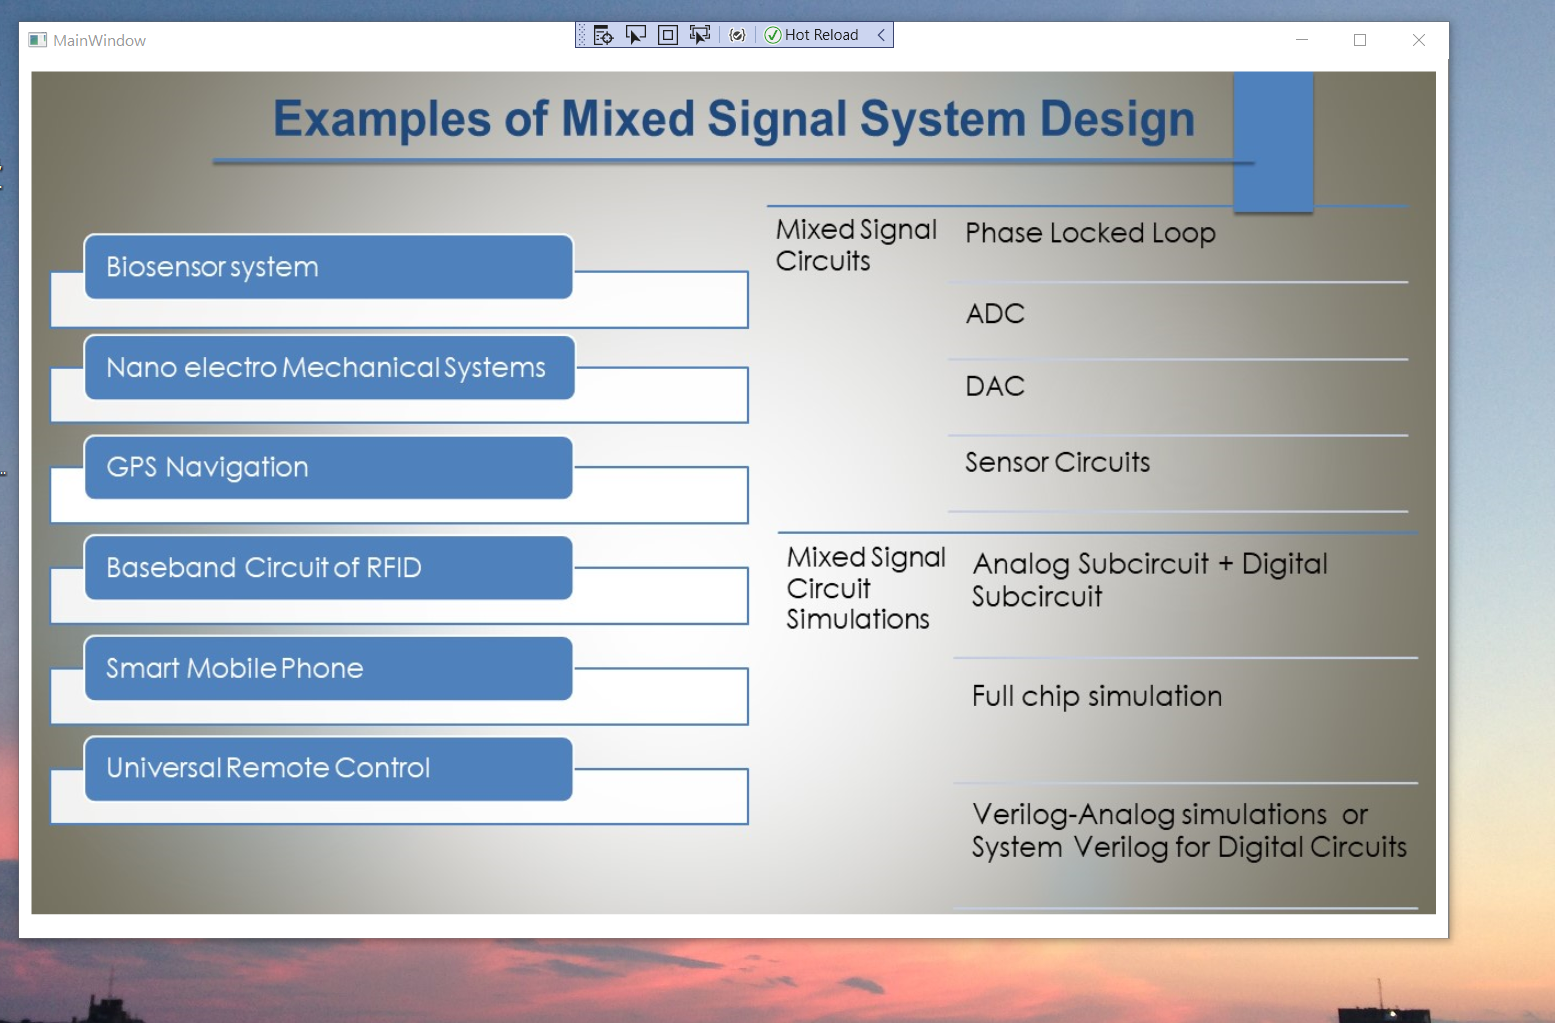 MainWindow
Hot Reload
Examples of Mixed Signal System Design
Biosensor system
Nano electro Mechanical Systems
GPS Navigation
Baseband Circuit of RFID
Smart Mobile Phone
Universal Remote Control
Mixed Signal
Circuits
Phase Locked Loop
ADC
DAC
Sensor Circuits
Mixed Signal
Circuit
Simulations
Analog Subcircuit + Digital
Subcircuit
Full chip simulation
Verilog-Analog simulations or
System Verilog for Digital Circuits